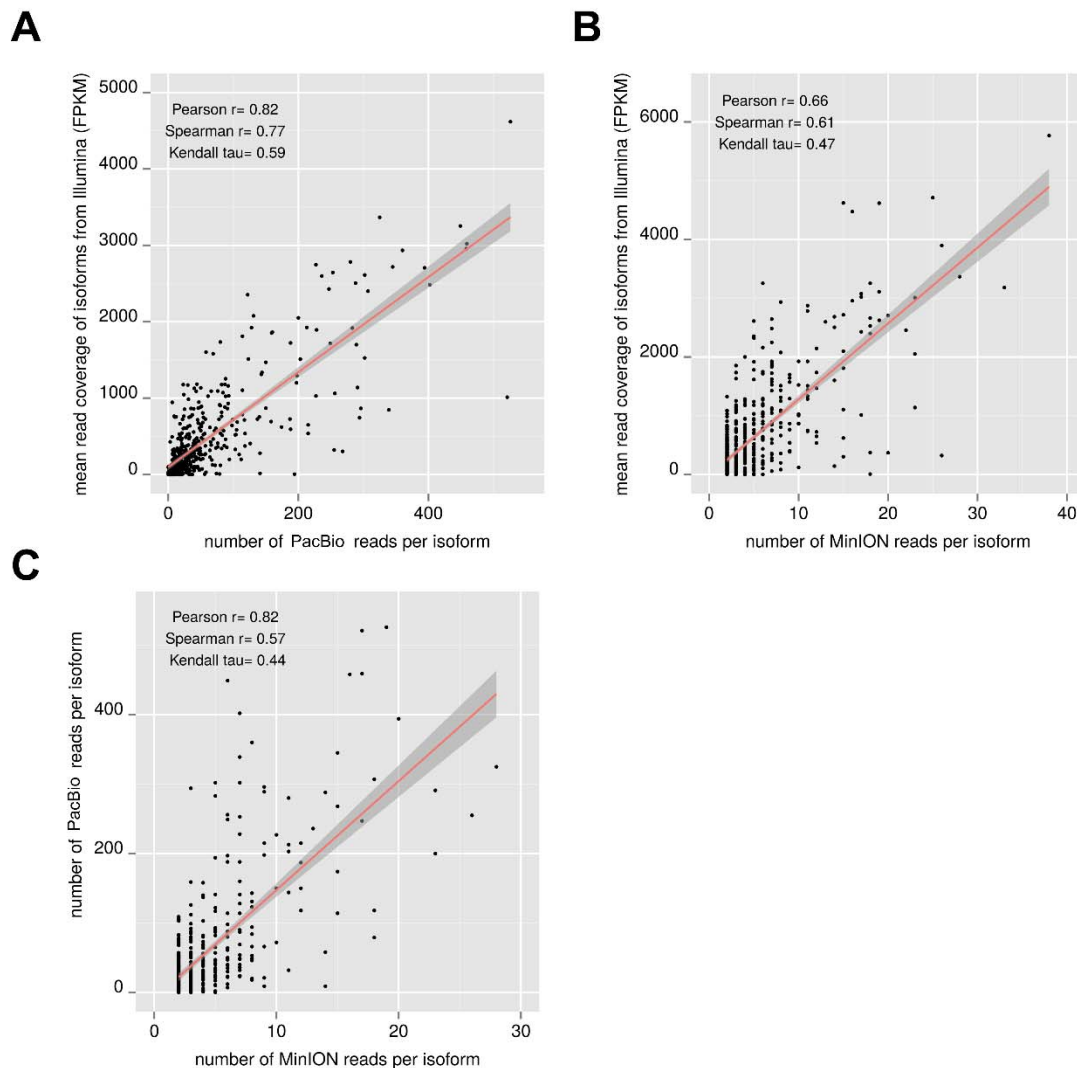 A
mean read coverage of isoforms from Illumina (FPKM)
5000
4000
3000
2000
1000
0
Pearson r= 0.82
Spearman r= 0.77
Kendall tau= 0.59
0 200 400
number of PacBio reads per isoform
B
mean read coverage of isoforms from Illumina (FPKM)
6000
4000
2000
0
Pearson r= 0.66
Spearman r= 0.61
Kendall tau= 0.47
0 10 20 30 40
number of MinION reads per isoform
C
number of PacBio reads per isoform
400
200
0
Pearson r= 0.82
Spearman r= 0.57
Kendall tau= 0.44
0 10 20 30
number of MinION reads per isoform